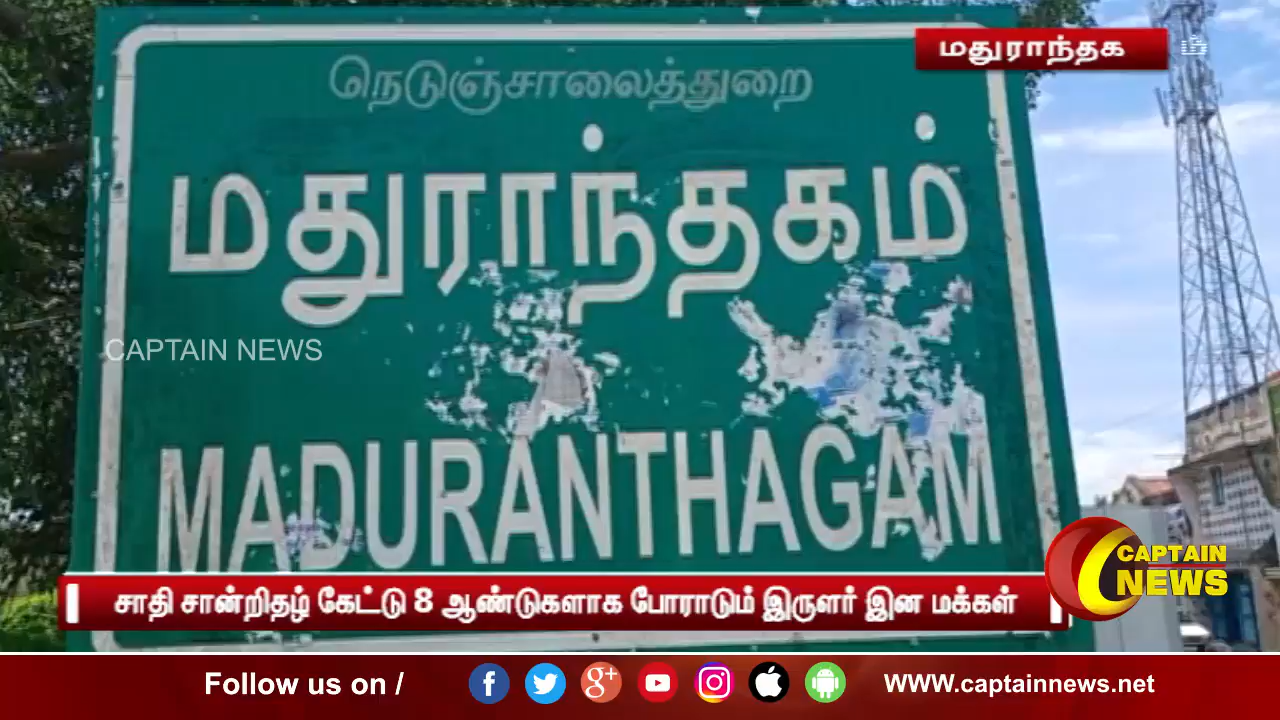 மதுராந்தக ம்
நெடுஞ்சாலைத்துறை
மதுராந்தகம்
CAPTAIN NEWS
MADURANTHAGAM
CAPTAIN
NEWS
சாதி சான்றிதழ் கேட்டு 8 ஆண்டுகளாக போராடும் இருளர் இன மக்கள்
Follow us on / WWW.captainnews.net